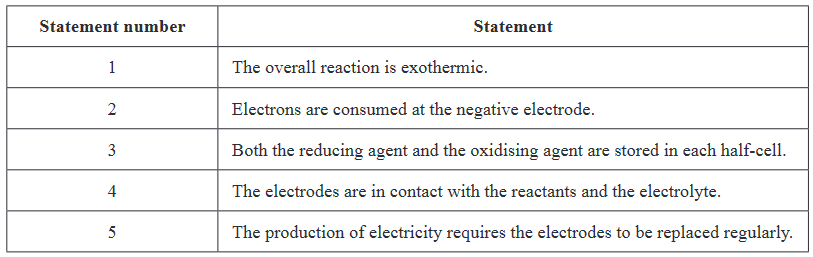 Statement number Statement
1 The overall reaction is exothermic.
2 Electrons are consumed at the negative electrode.
3 Both the reducing agent and the oxidising agent are stored in each half-cell.
4 The electrodes are in contact with the reactants and the electrolyte.
5 The production of electricity requires the electrodes to be replaced regularly.